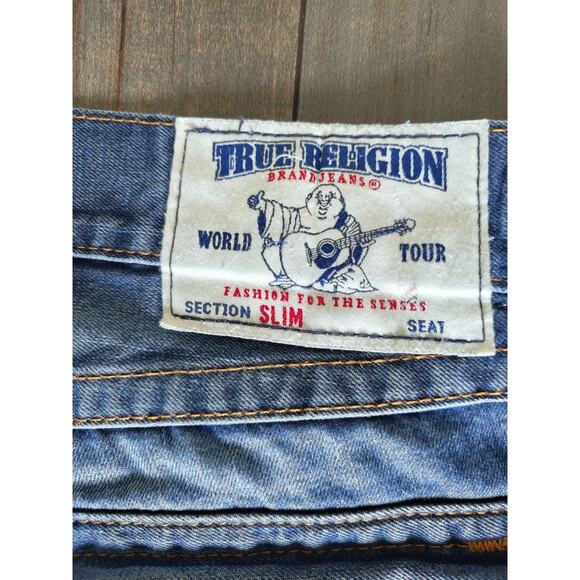 TRUE RELIGION
BRAND JEANS®
WORLD TOUR
FASHION FOR THE SENSES
SECTION SLIM SEAT